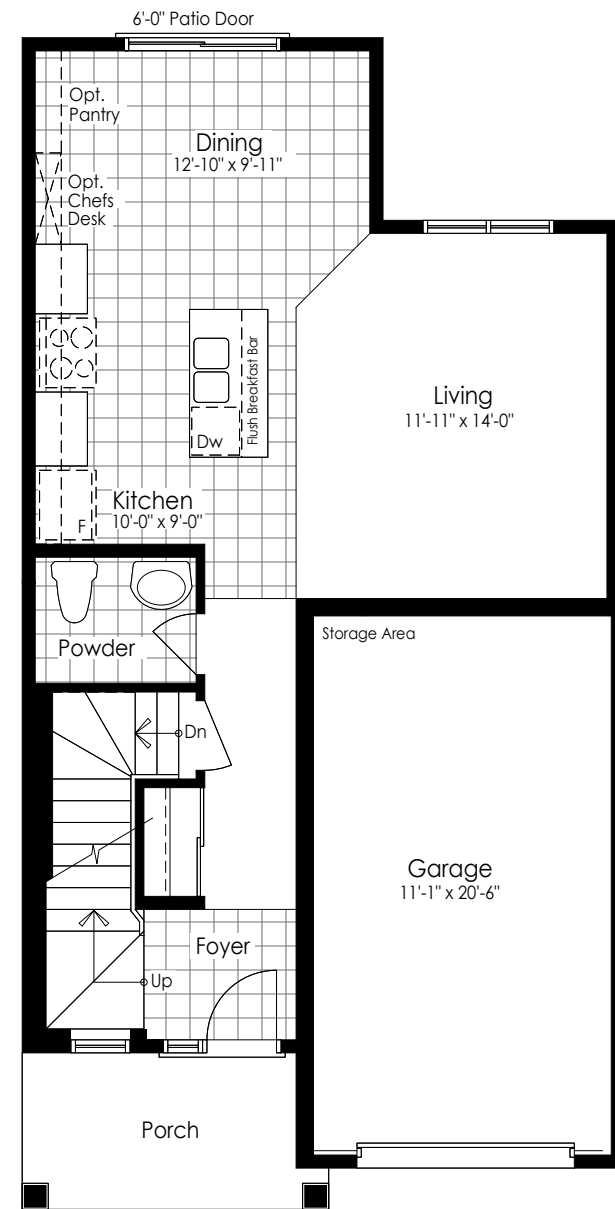 6'-0" Patio Door
Opt.
Pantry
Dining
12'-10" x 9'-11"
Opt.
Chefs
Desk
Living
11'-11" x 14'-0"
Flush Breakfast Bar
Dw
Kitchen
10'-0" x 9'-0"
F
Powder
Storage Area
Dn
Garage
11'-1" x 20'-6"
Foyer
Up
Porch